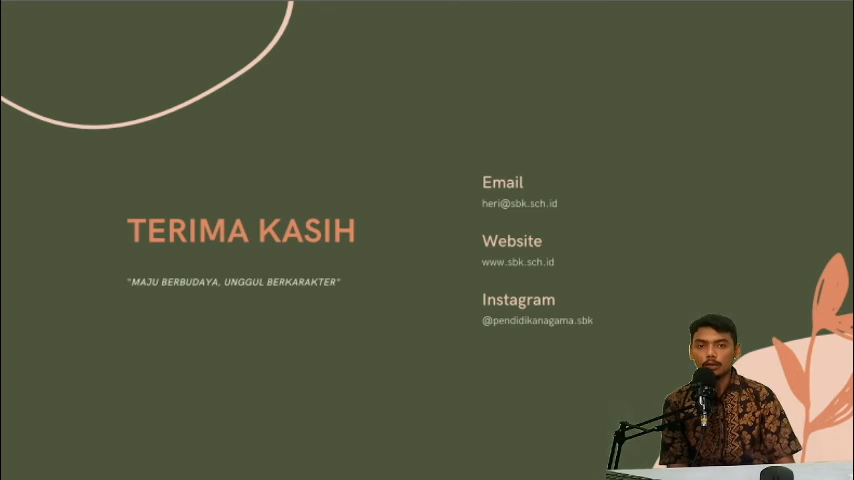 TERIMA KASIH
"MAJU BERBUDAYA, UNGGUL BERKARAKTER"
Email
heri@sbk.sch.id
Website
www.sbk.sch.id
Instagram
@pendidikanagama.sbk